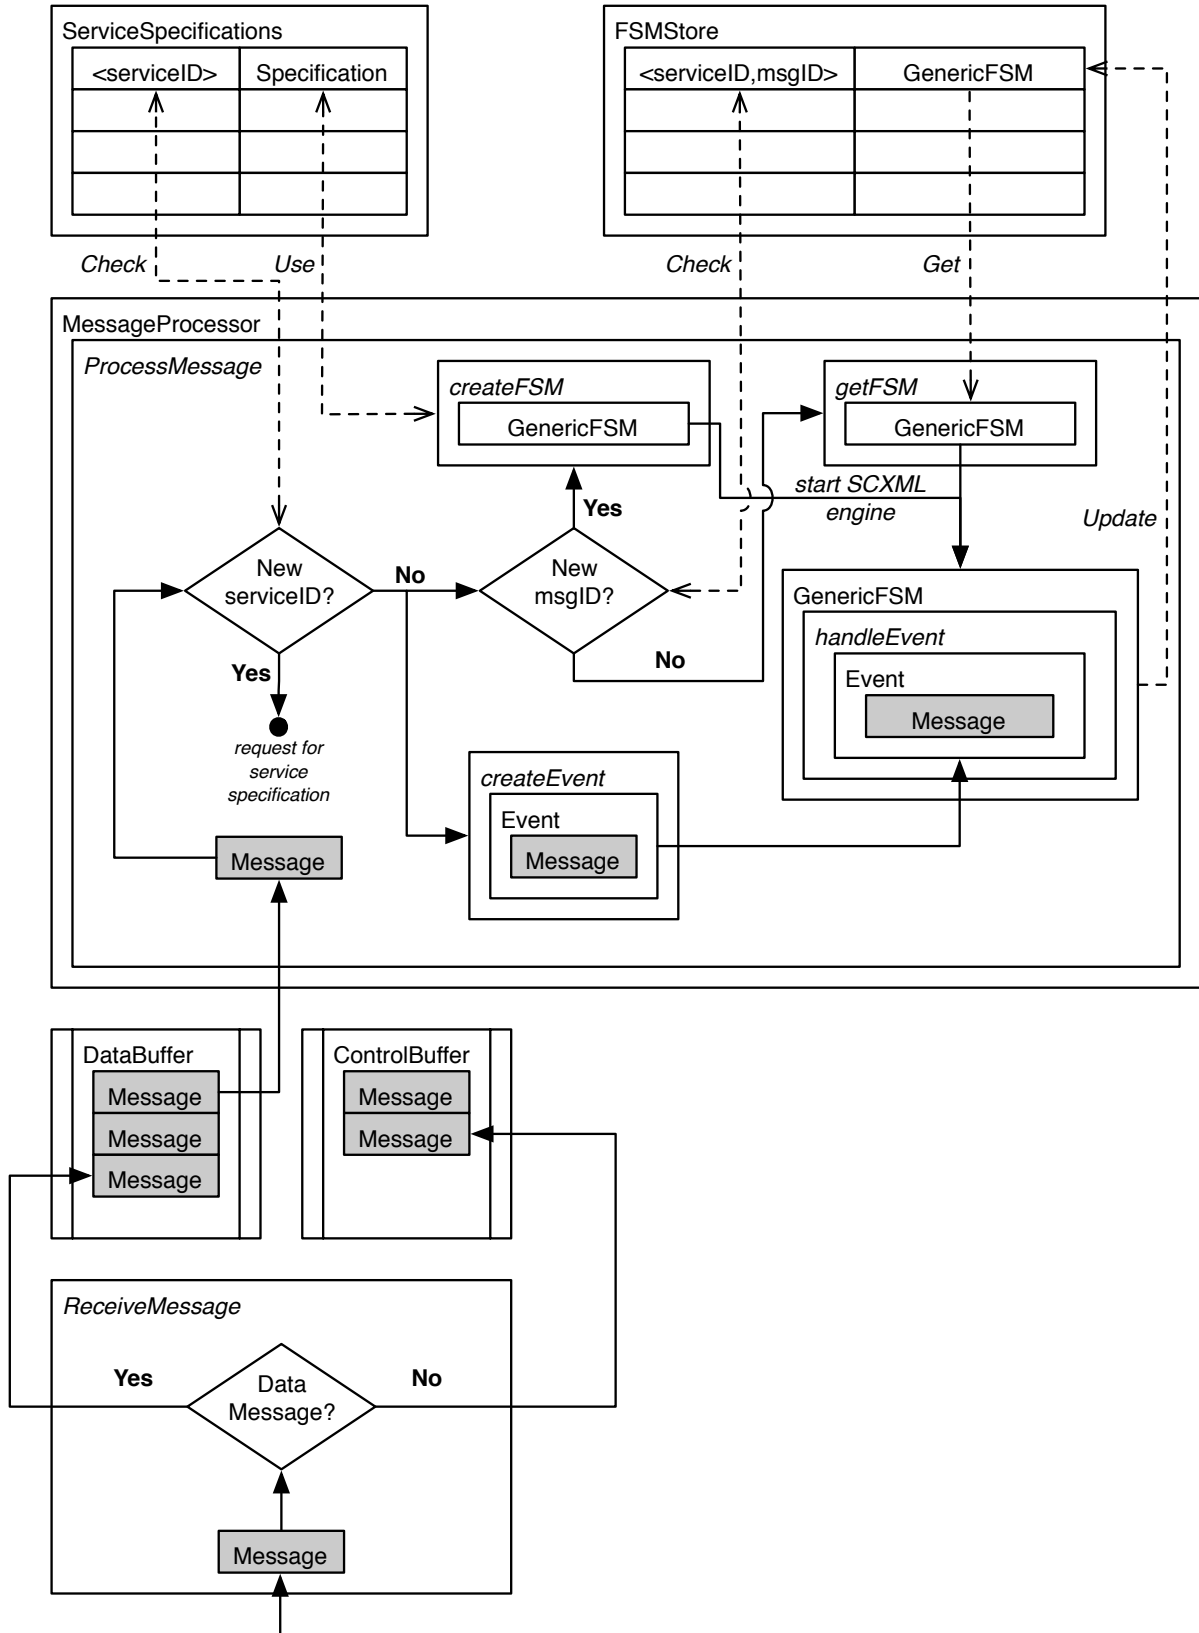 ServiceSpecifications
<serviceID>
Specification
FSMStore
<serviceID,msgID>
GenericFSM
Check
Use
Check
Get
MessageProcessor
ProcessMessage
createFSM
GenericFSM
getFSM
GenericFSM
start SCXML
engine
Update
Yes
New
serviceID?
No
New
msgID?
No
Yes
request for
service
specification
GenericFSM
handleEvent
Event
Message
createEvent
Event
Message
Message
DataBuffer
Message
Message
Message
ControlBuffer
Message
Message
ReceiveMessage
Yes
Data
Message?
No
Message